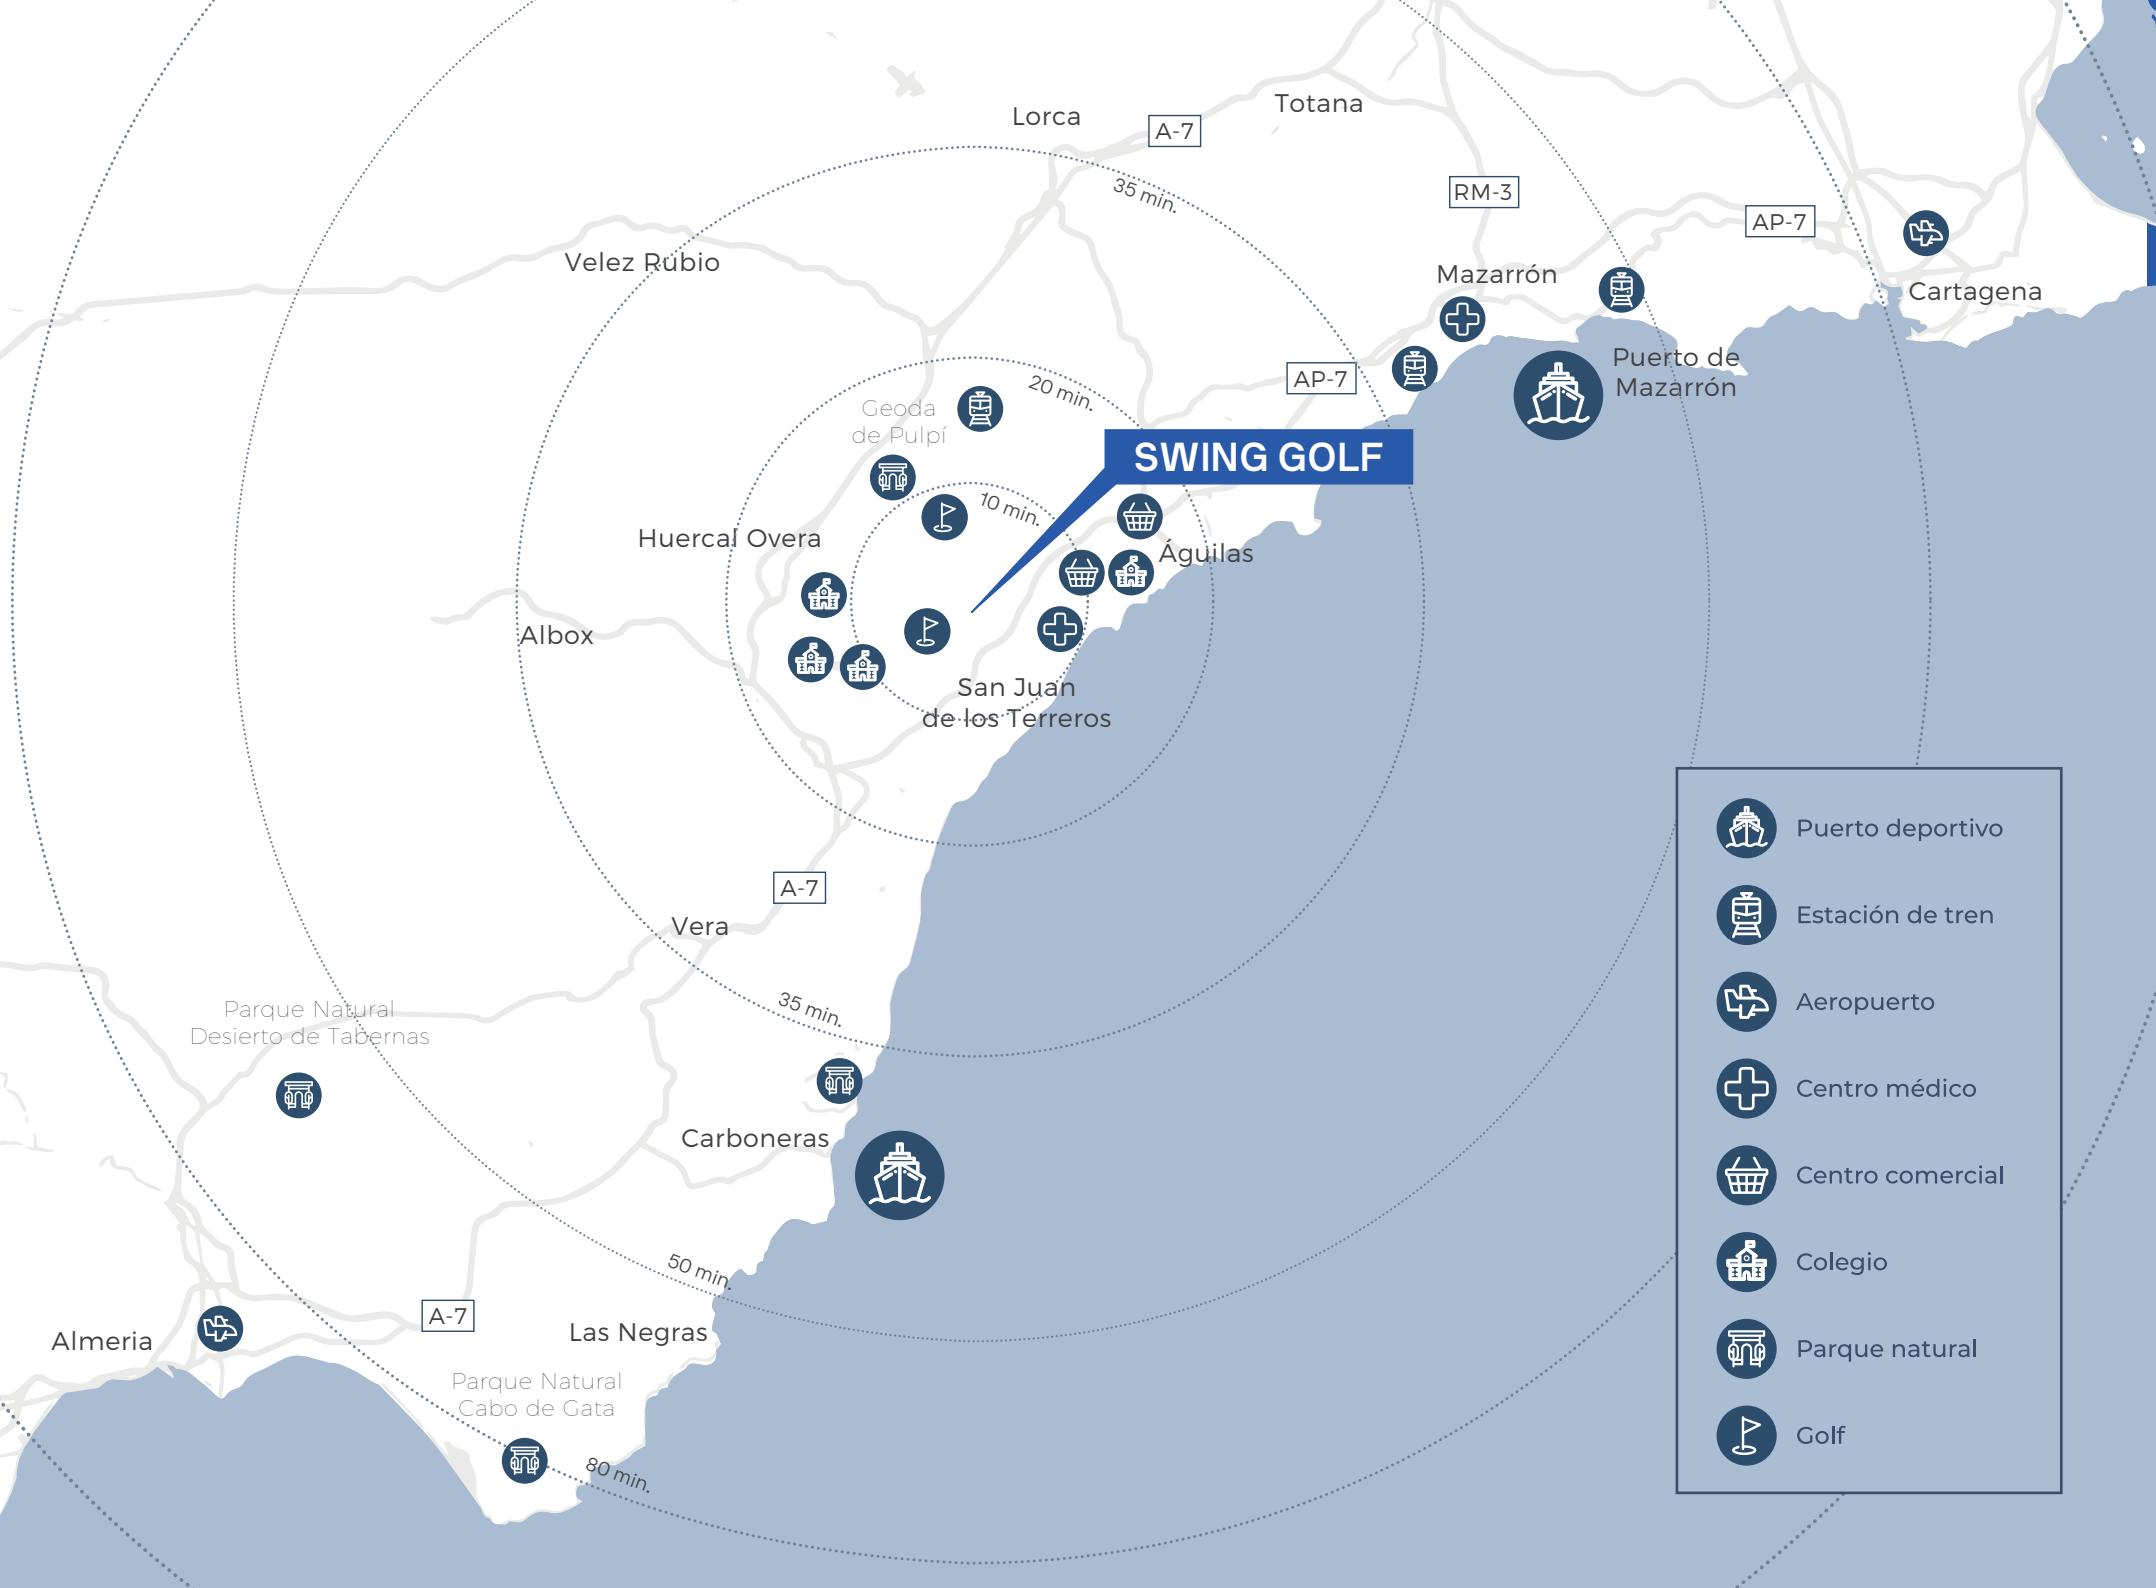 Lorca
A-7
Totana
35 min.
RM-3
AP-7
Velez Rubio
Mazarrón
Cartagena
Puerto de
Mazarrón
AP-7
20 min.
Geoda
de Pulpí
SWING GOLF
10 min.
Huercal Overa
Águilas
Albox
San Juan
de los Terreros
A-7
Vera
35 min.
Parque Natural
Desierto de Tabernas
Carboneras
50 min.
A-7
Las Negras
Almeria
Parque Natural
Cabo de Gata
80 min.
Puerto deportivo
Estación de tren
Aeropuerto
Centro médico
Centro comercial
Colegio
Parque natural
Golf